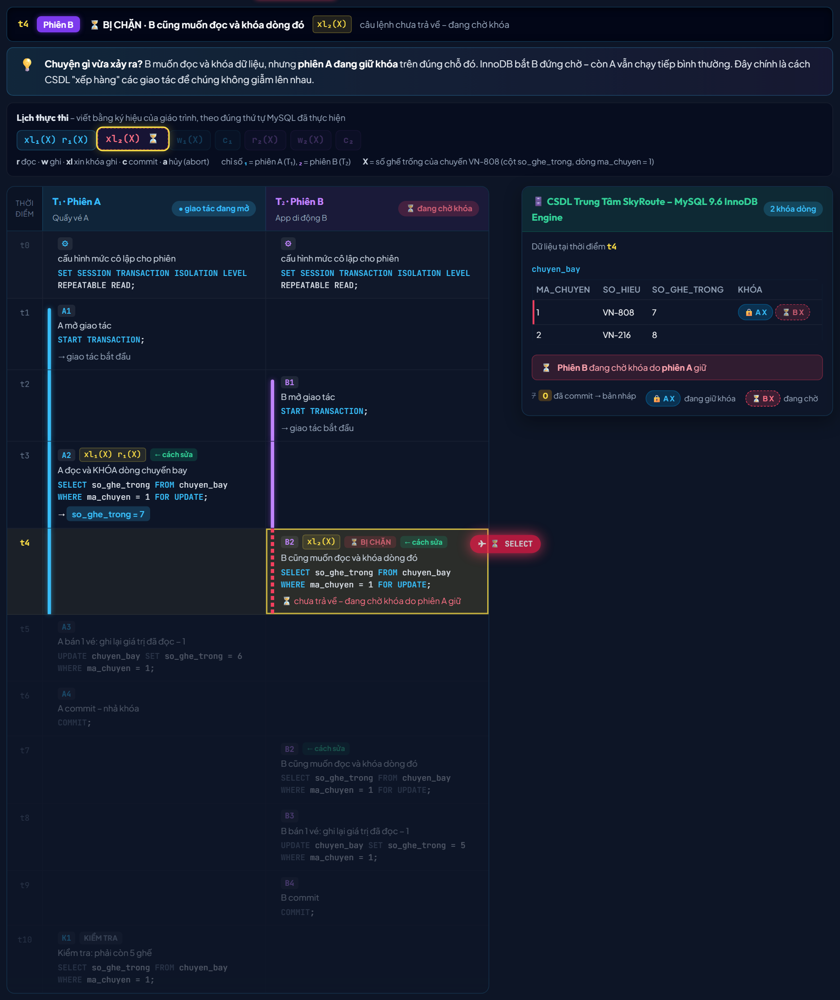 t4 Phiên B ⏳ BỊ CHẶN · B cũng muốn đọc và khóa dòng đó xl₂(X) câu lệnh chưa trả về – đang chờ khóa
💡 Chuyện gì vừa xảy ra? B muốn đọc và khóa dữ liệu, nhưng phiên A đang giữ khóa trên đúng chỗ đó. InnoDB bắt B đứng chờ – còn A vẫn chạy tiếp bình thường. Đây chính là cách
CSDL "xếp hàng" các giao tác để chúng không giẫm lên nhau.
Lịch thực thi – viết bằng ký hiệu của giáo trình, theo đúng thứ tự MySQL đã thực hiện
xl₁(X) r₁(X) xl₂(X) ⏳ w₁(X) c₁ r₂(X) w₂(X) c₂
r đọc · w ghi · xl xin khóa ghi · c commit · a hủy (abort) chỉ số ₁ = phiên A (T₁), ₂ = phiên B (T₂) X = số ghế trống của chuyến VN-808 (cột so_ghe_trong, dòng ma_chuyen = 1)
THỜI
ĐIỂM
T₁ · Phiên A
Quầy vé A
● giao tác đang mở
T₂ · Phiên B
App di động B
⏳ đang chờ khóa
t0
⚙
cấu hình mức cô lập cho phiên
SET SESSION TRANSACTION ISOLATION LEVEL
REPEATABLE READ;
⚙
cấu hình mức cô lập cho phiên
SET SESSION TRANSACTION ISOLATION LEVEL
REPEATABLE READ;
t1
A1
A mở giao tác
START TRANSACTION;
→ giao tác bắt đầu
t2
B1
B mở giao tác
START TRANSACTION;
→ giao tác bắt đầu
t3
A2 xl₁(X) r₁(X) ← cách sửa
A đọc và KHÓA dòng chuyến bay
SELECT so_ghe_trong FROM chuyen_bay
WHERE ma_chuyen = 1 FOR UPDATE;
→ so_ghe_trong = 7
t4
B2 xl₂(X) ⏳ BỊ CHẶN ← cách sửa
✈ ⏳ SELECT
B cũng muốn đọc và khóa dòng đó
SELECT so_ghe_trong FROM chuyen_bay
WHERE ma_chuyen = 1 FOR UPDATE;
⏳ chưa trả về – đang chờ khóa do phiên A giữ
t5
A3
A bán 1 vé: ghi lại giá trị đã đọc – 1
UPDATE chuyen_bay SET so_ghe_trong = 6
WHERE ma_chuyen = 1;
t6
A4
A commit – nhả khóa
COMMIT;
t7
B2 ← cách sửa
B cũng muốn đọc và khóa dòng đó
SELECT so_ghe_trong FROM chuyen_bay
WHERE ma_chuyen = 1 FOR UPDATE;
t8
B3
B bán 1 vé: ghi lại giá trị đã đọc – 1
UPDATE chuyen_bay SET so_ghe_trong = 5
WHERE ma_chuyen = 1;
t9
B4
B commit
COMMIT;
t10
K1 KIỂM TRA
Kiểm tra: phải còn 5 ghế
SELECT so_ghe_trong FROM chuyen_bay
WHERE ma_chuyen = 1;
🗄 CSDL Trung Tâm SkyRoute – MySQL 9.6 InnoDB
Engine
2 khóa dòng
Dữ liệu tại thời điểm t4
chuyen_bay
MA_CHUYEN SO_HIEU SO_GHE_TRONG KHÓA
1 VN-808 7 🔒 A X ⏳ B X
2 VN-216 8
⏳ Phiên B đang chờ khóa do phiên A giữ
7 0 đã commit → bản nháp 🔒 A X đang giữ khóa ⏳ B X đang chờ